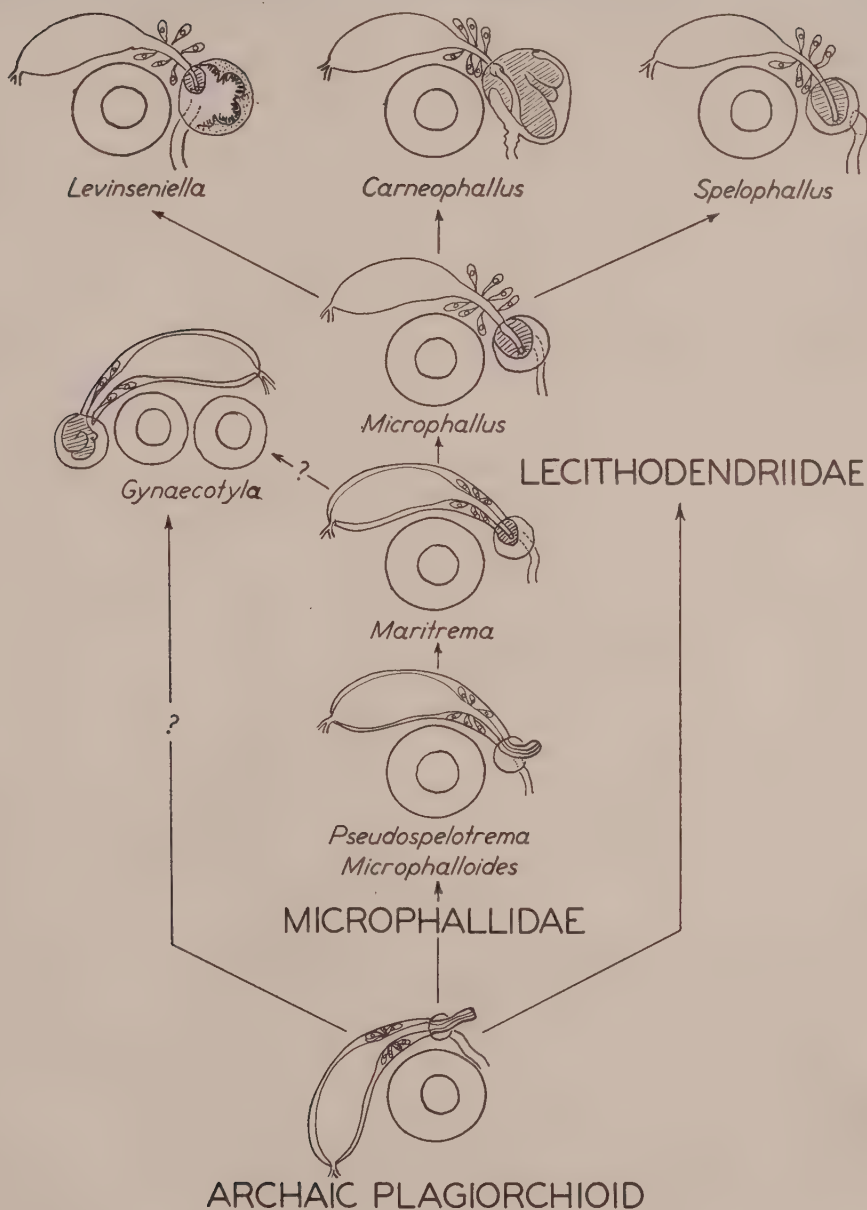 Levinseniella
Carneophallus
Spelophallus
Microphallus
Gynaecotyla
?
LECITHODENDRIIDAE
Maritrema
?
Pseudospelotrema
Microphalloides
MICROPHALLIDAE
ARCHAIC PLAGIORCHIOID